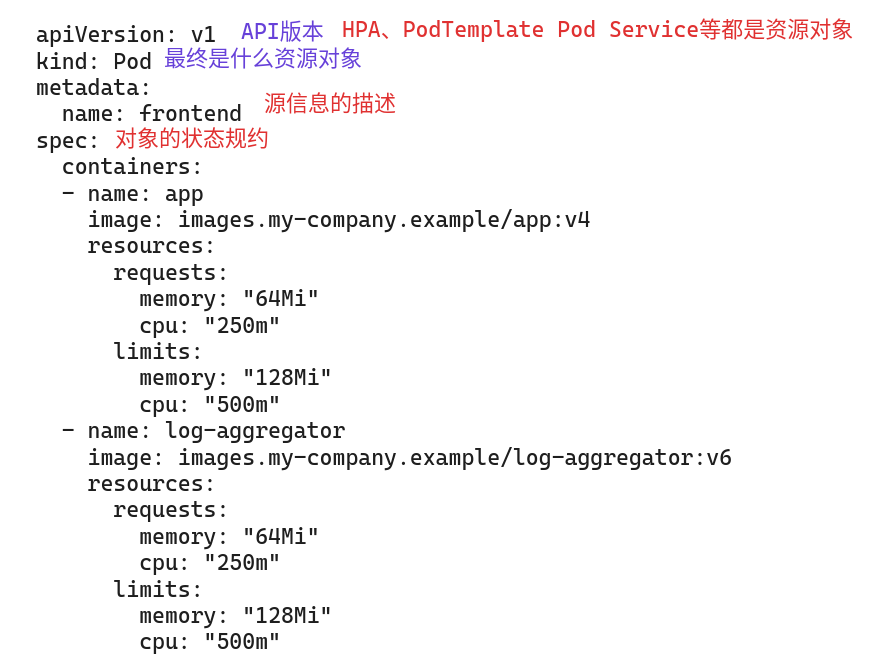 apiVersion: v1 API版本 HPA、PodTemplate Pod Service等都是资源对象
kind: Pod 最终是什么资源对象
metadata:
  name: frontend 源信息的描述
spec: 对象的状态规约
  containers:
  - name: app
    image: images.my-company.example/app:v4
    resources:
      requests:
        memory: "64Mi"
        cpu: "250m"
      limits:
        memory: "128Mi"
        cpu: "500m"
  - name: log-aggregator
    image: images.my-company.example/log-aggregator:v6
    resources:
      requests:
        memory: "64Mi"
        cpu: "250m"
      limits:
        memory: "128Mi"
        cpu: "500m"